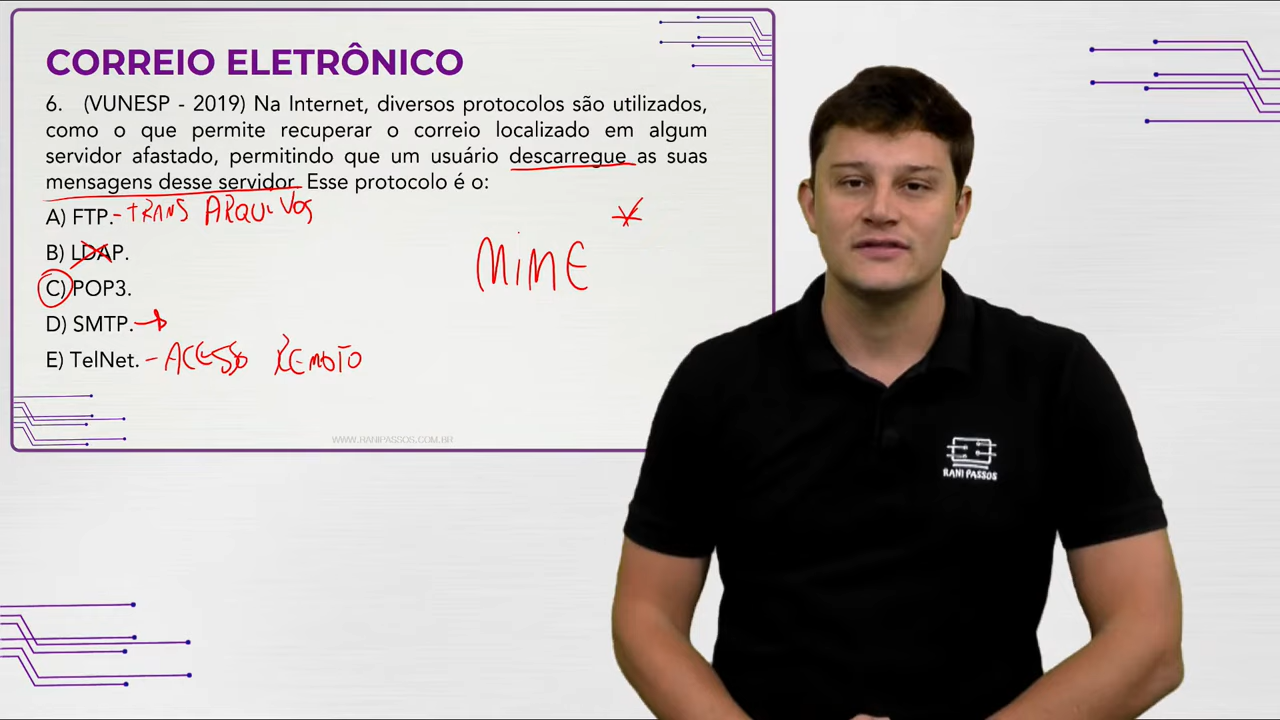 CORREIO ELETRÔNICO
6. (VUNESP - 2019) Na Internet, diversos protocolos são utilizados,
como o que permite recuperar o correio localizado em algum
servidor afastado, permitindo que um usuário descarregue as suas
mensagens desse servidor. Esse protocolo é o:
A) FTP. - TRANS ARQUIVOS
B) LDAP.
MIME
C) POP3.
D) SMTP.
E) TelNet. - ACESSO REMOTO
WWW.RANIPASSOS.COM.BR
RANI PASSOS